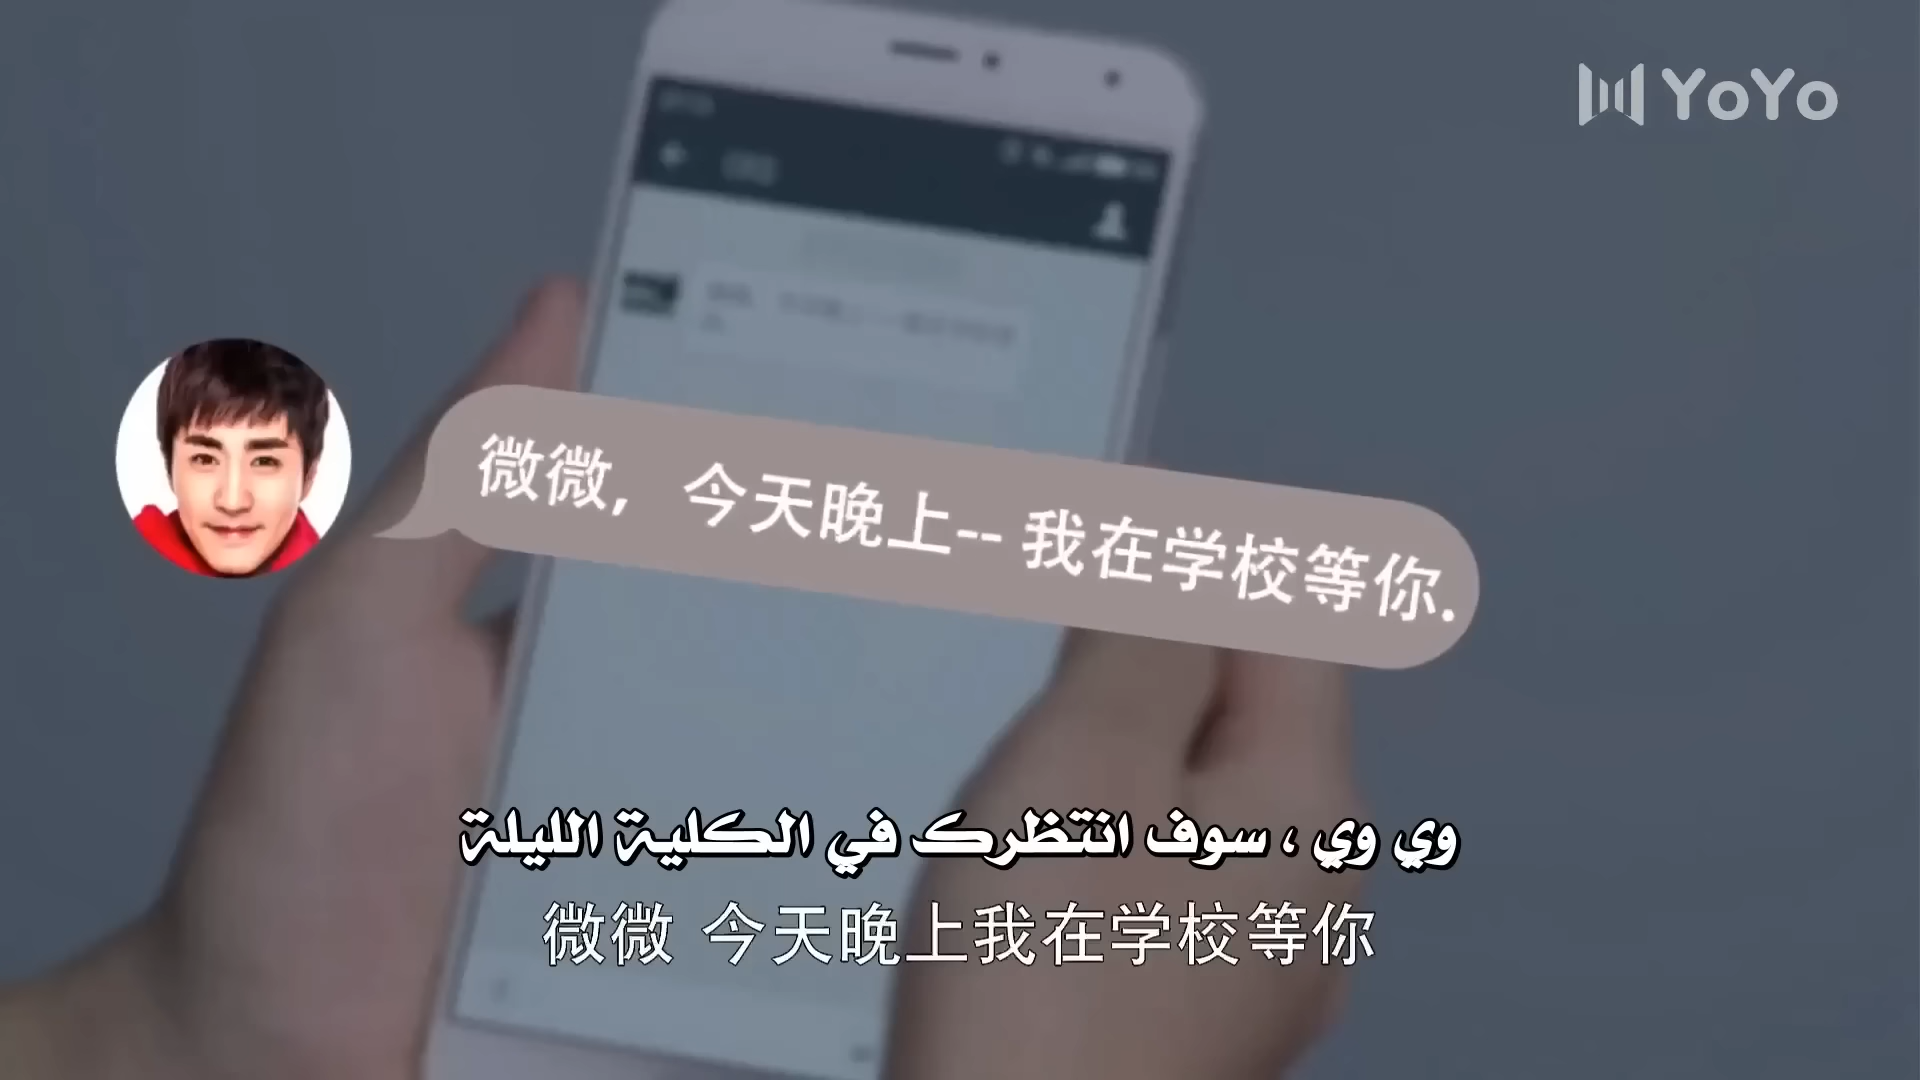 YoYo
微微，今天晚上--我在学校等你.
وي وي ، سوف انتظرك في الكلية الليلة
微微 今天晚上我在学校等你